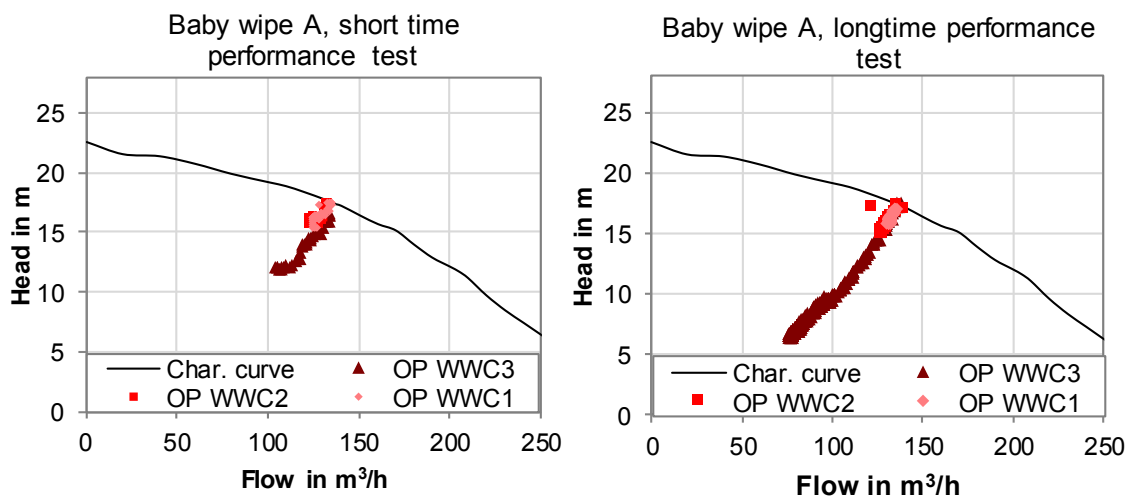 Baby wipe A, short time
performance test
Head in m
25
20
15
10
5
0
Char. curve
OP WWC3
OP WWC2
OP WWC1
0 50 100 150 200 250
Flow in m³/h
Baby wipe A, longtime performance
test
Head in m
25
20
15
10
5
0
Char. curve
OP WWC3
OP WWC2
OP WWC1
0 50 100 150 200 250
Flow in m³/h